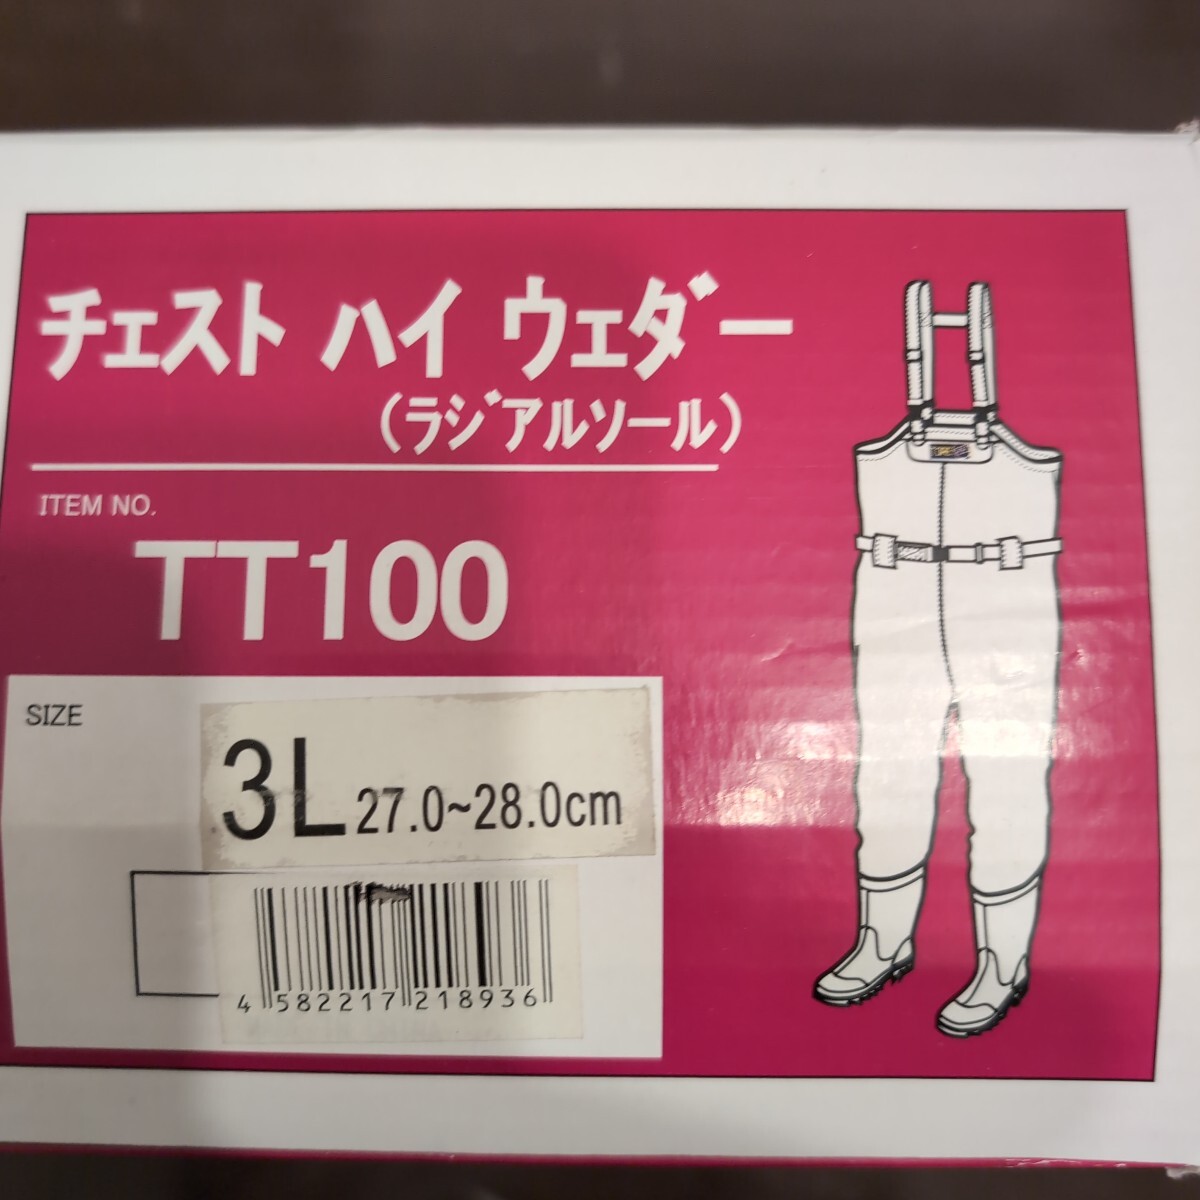 チェスト ハイ ウェダー
(ラジアルソール)
ITEM NO.
TT100
SIZE
3L 27.0~28.0cm
4 582217 218936